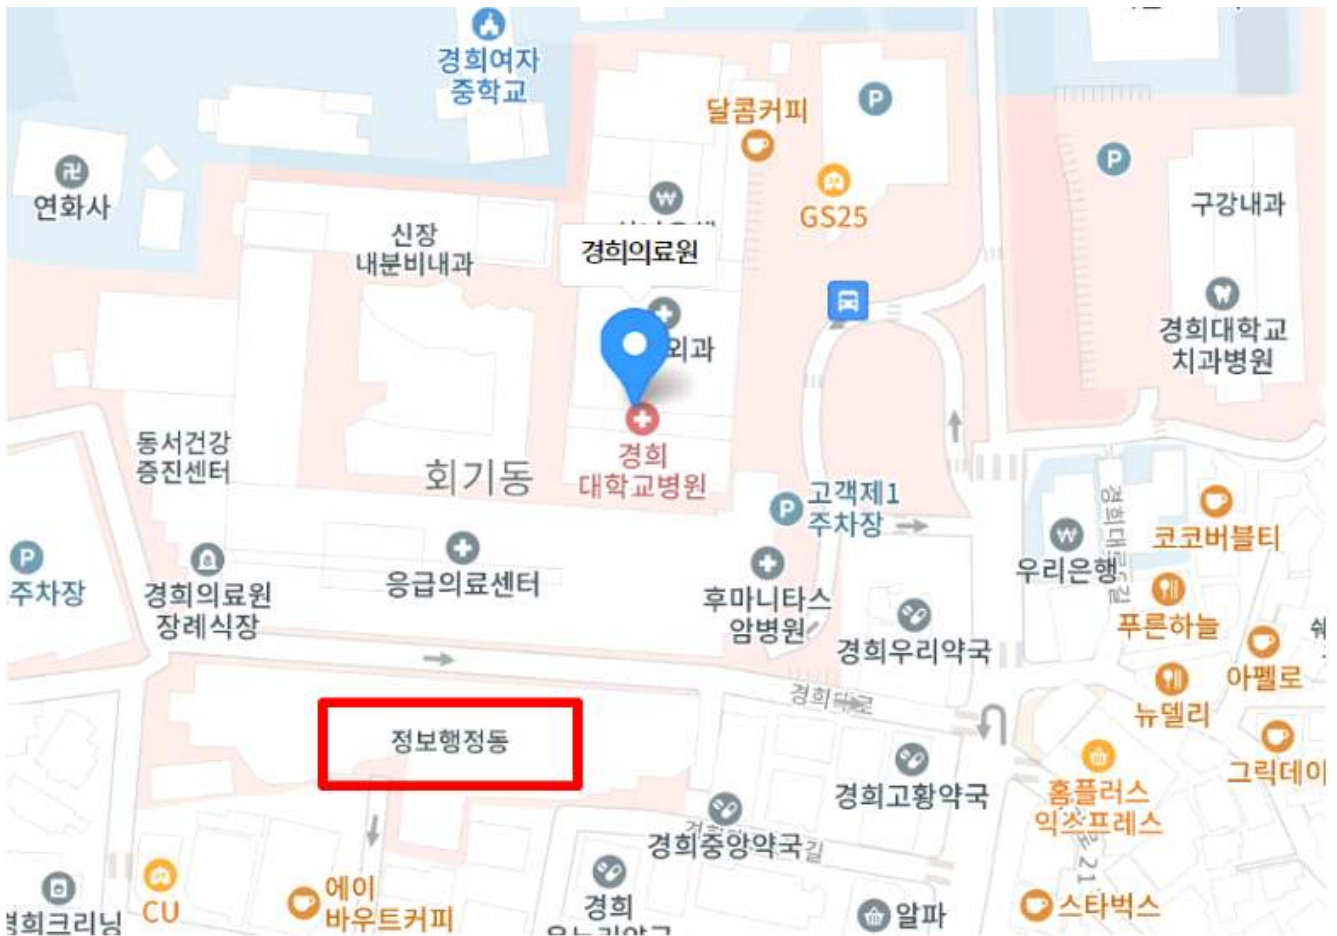 경희여자
중학교
달콤커피
P
P
연화사
GS25
구강내과
신장
내분비내과
경희의료원
외과
경희대학교
치과병원
동서건강
증진센터
회기동
경희
대학교병원
P
고객제1
주차장
코코버블티
우리은행
P
주차장
경희의료원
장례식장
응급의료센터
후마니타스
암병원
경희우리약국
푸른하늘
아펠로
뉴델리
경희대로
정보행정동
경희고황약국
홈플러스
익스프레스
그릭데이
경희중앙약국
길
CU
에이
바우트커피
경희
알파
스타벅스
21